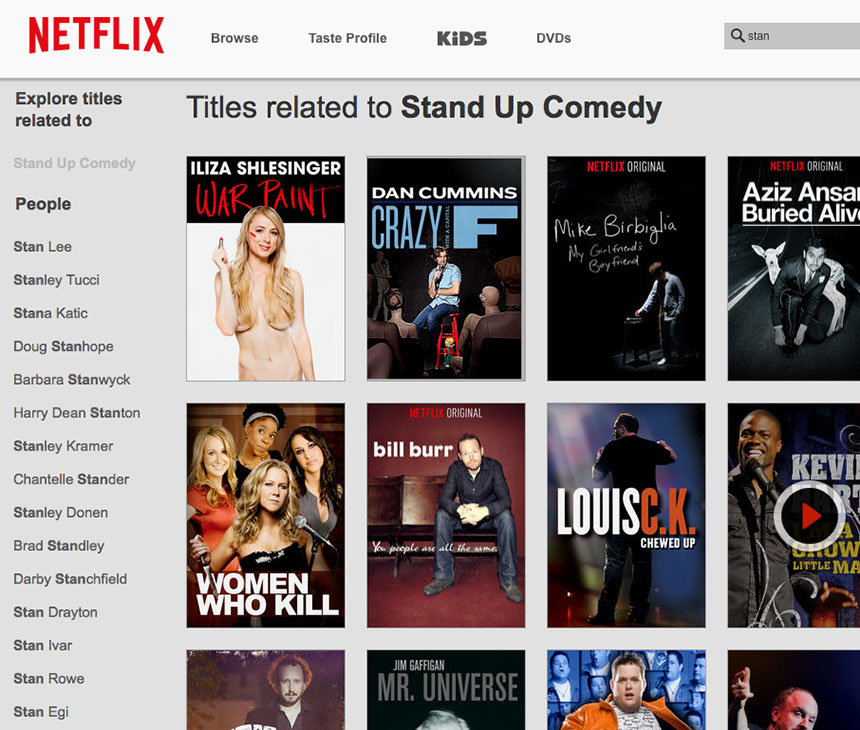 NETFLIX
Browse
Taste Profile
KiDS
DVDs
stan
Explore titles
related to
Stand Up Comedy
People
Stan Lee
Stanley Tucci
Stana Katic
Doug Stanhope
Barbara Stanwyck
Harry Dean Stanton
Stanley Kramer
Chantelle Stander
Stanley Donen
Brad Standley
Darby Stanchfield
Stan Drayton
Stan Ivar
Stan Rowe
Stan Egi
Titles related to Stand Up Comedy
ILIZA SHLESINGER
WAR PAINT
DAN CUMMINS
CRAZY
WITH A CAPITAL
F
NETFLIX ORIGINAL
Mike Birbiglia
My Girlfriend's
Boyfriend
NETFLIX ORIGINAL
Aziz Ansar
Buried Alive
WOMEN
WHO KILL
NETFLIX ORIGINAL
bill burr
You people are all the same.
LOUIS C.K.
CHEWED UP
KEVI
A
GROW
LITTLE MA
JIM GAFFIGAN
MR. UNIVERSE